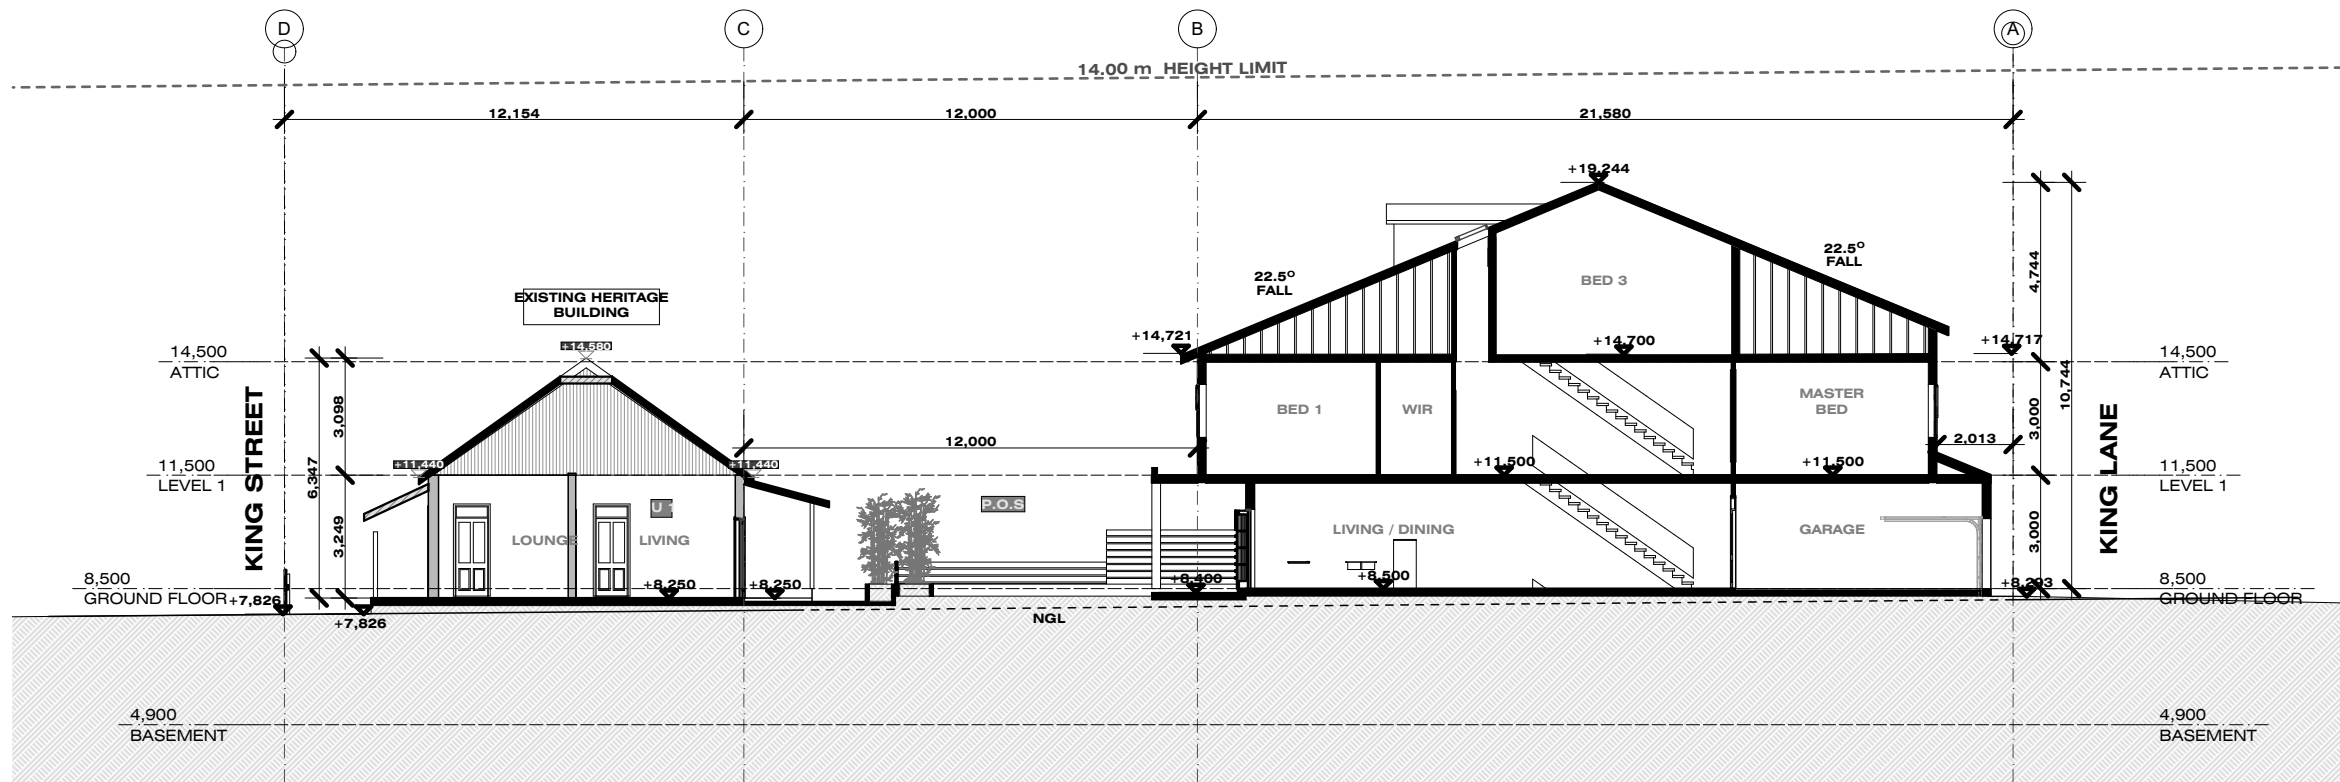 D
C
B
A
14.00 m HEIGHT LIMIT
12,154
12,000
21,580
+19,244
22.5° FALL
22.5° FALL
4,744
BED 3
EXISTING HERITAGE
BUILDING
+14,580
+14,721
+14,700
+14,717
14,500
ATTIC
14,500
ATTIC
KING STREET
3,098
6,347
3,249
BED 1
WIR
MASTER
BED
10,744
3,000
KING LANE
12,000
2,013
+11,440
+11,440
+11,500
+11,500
11,500
LEVEL 1
11,500
LEVEL 1
P.O.S
LOUNGE
LIVING
LIVING / DINING
GARAGE
3,000
8,500
GROUND FLOOR
+7,826
+7,826
+8,250
+8,250
+8,400
+8,500
+8,293
8,500
GROUND FLOOR
NGL
4,900
BASEMENT
4,900
BASEMENT